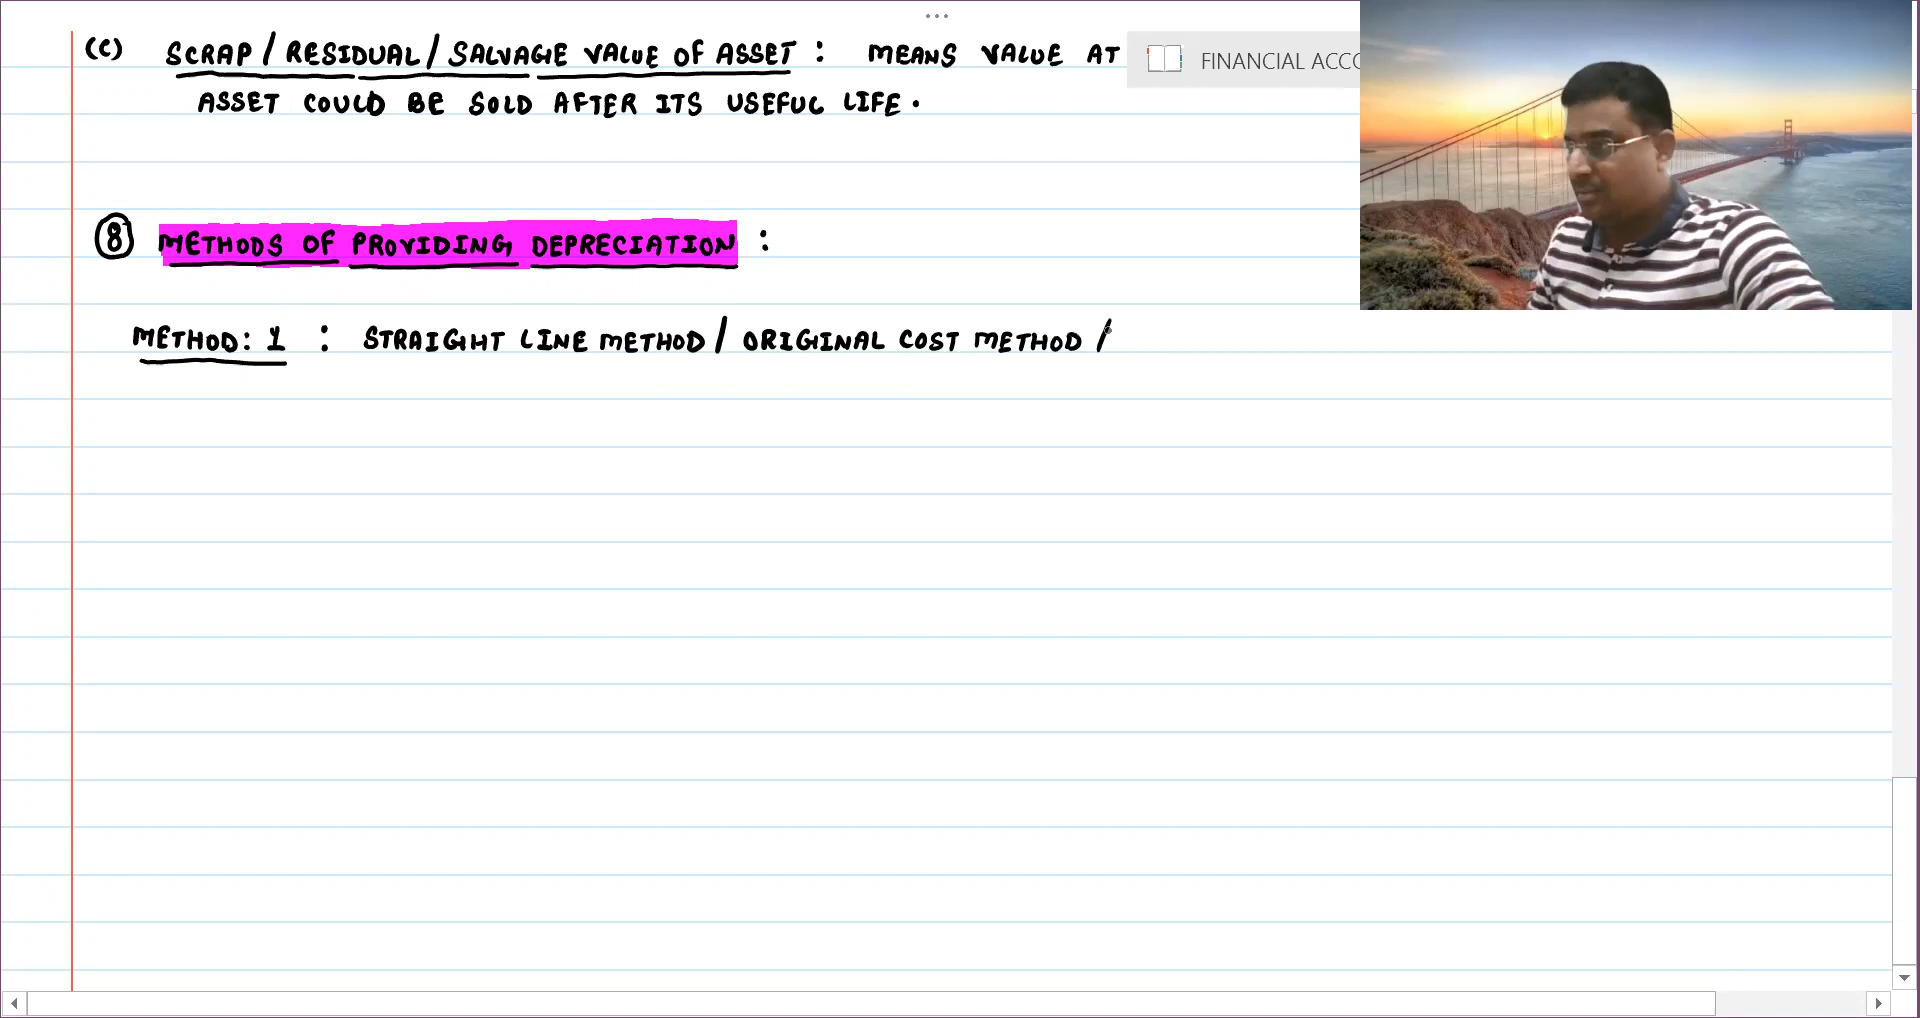 (C) SCRAP / RESIDUAL / SALVAGE VALUE OF ASSET : MEANS VALUE AT
FINANCIAL ACCO
ASSET COULD BE SOLD AFTER ITS USEFUL LIFE .
8 METHODS OF PROVIDING DEPRECIATION :
METHOD: 1 : STRAIGHT LINE METHOD / ORIGINAL COST METHOD /